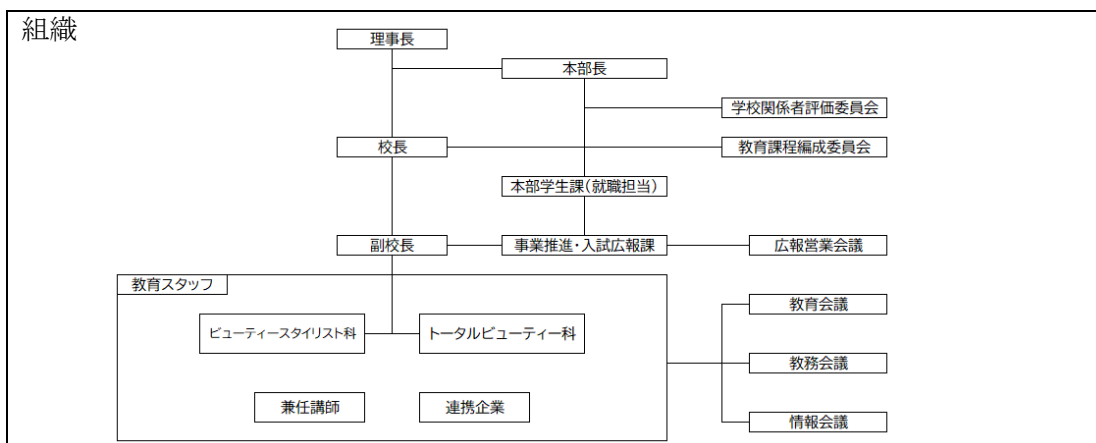 組織
理事長
本部長
学校関係者評価委員会
校長
教育課程編成委員会
本部学生課(就職担当)
副校長
事業推進・入試広報課
広報営業会議
教育スタッフ
教育会議
ビューティースタイリスト科
トータルビューティー科
教務会議
兼任講師
連携企業
情報会議